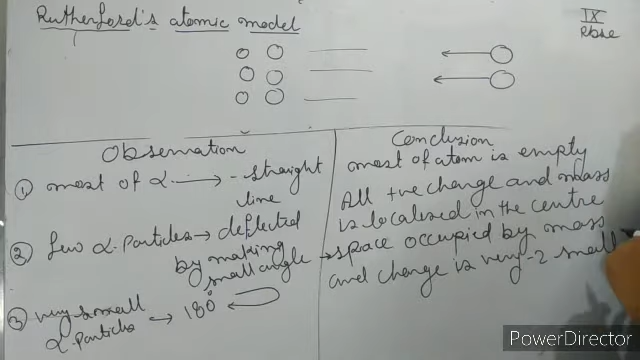 Rutherford's atomic model
IX
Rbse
Observation
① most of α → - straight
line
② few α-Particles → deflected
by making
small angle
③ very small
α-Particles → 180°
Conclusion
most of atom is empty
All +ve charge and mass
is localised in the centre
→ space occupied by mass
and charge is very-2 small
PowerDirector